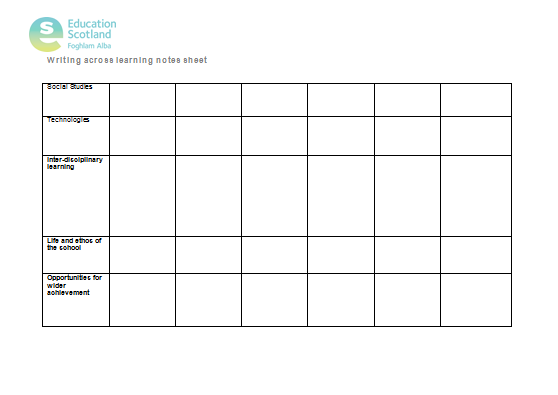 Education
Scotland
Foghlam Alba
Writing across learning notes sheet
Social Studies
Technologies
Inter-disciplinary
learning
Life and ethos of
the school
Opportunities for
wider
achievement